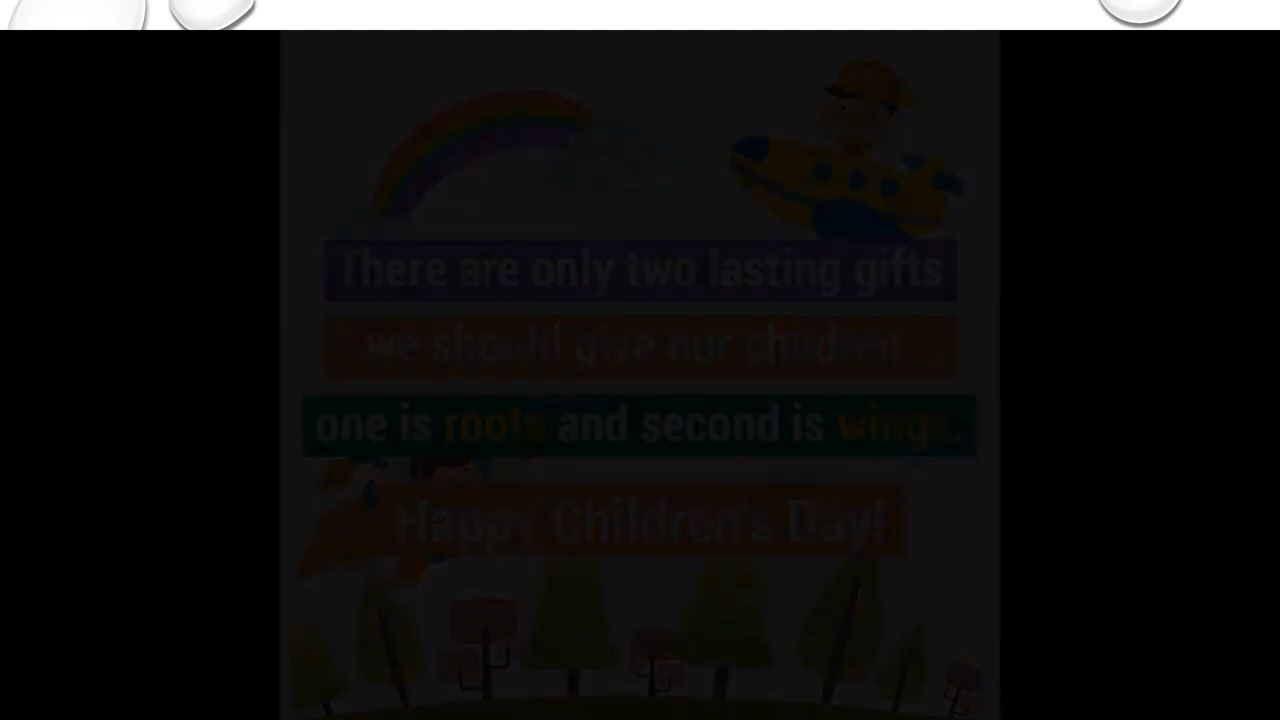 There are only two lasting gifts
we should give our children.
one is roots and second is wings.
Happy Children's Day!